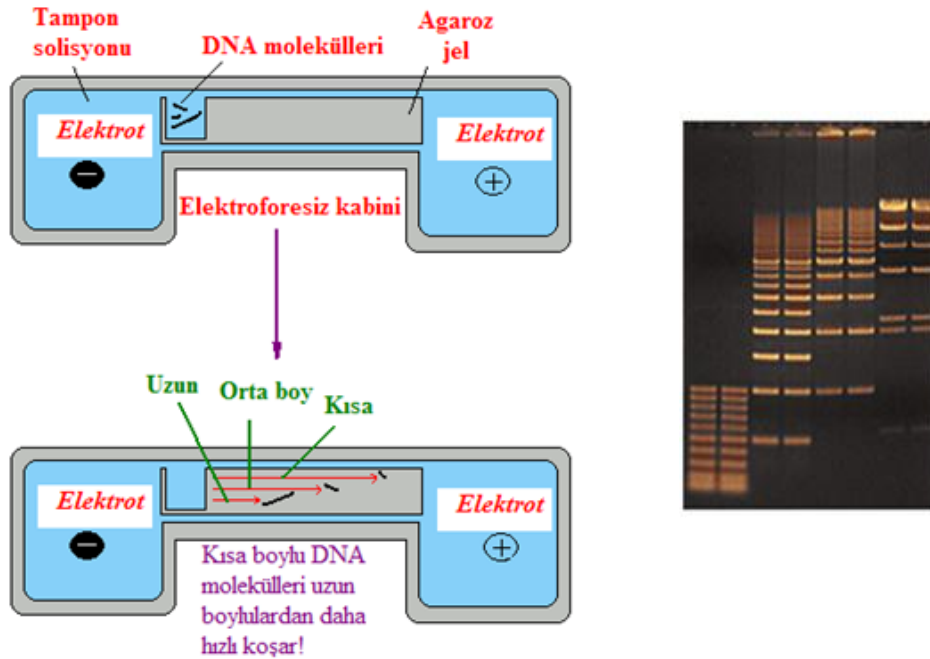 Tampon
solisyonu
DNA molekülleri
Agaroz
jel
Elektrot
Elektrot
Elektroforesiz kabini
Uzun
Orta boy
Kısa
Elektrot
Elektrot
Kısa boylu DNA
molekülleri uzun
boylulardan daha
hızlı koşar!